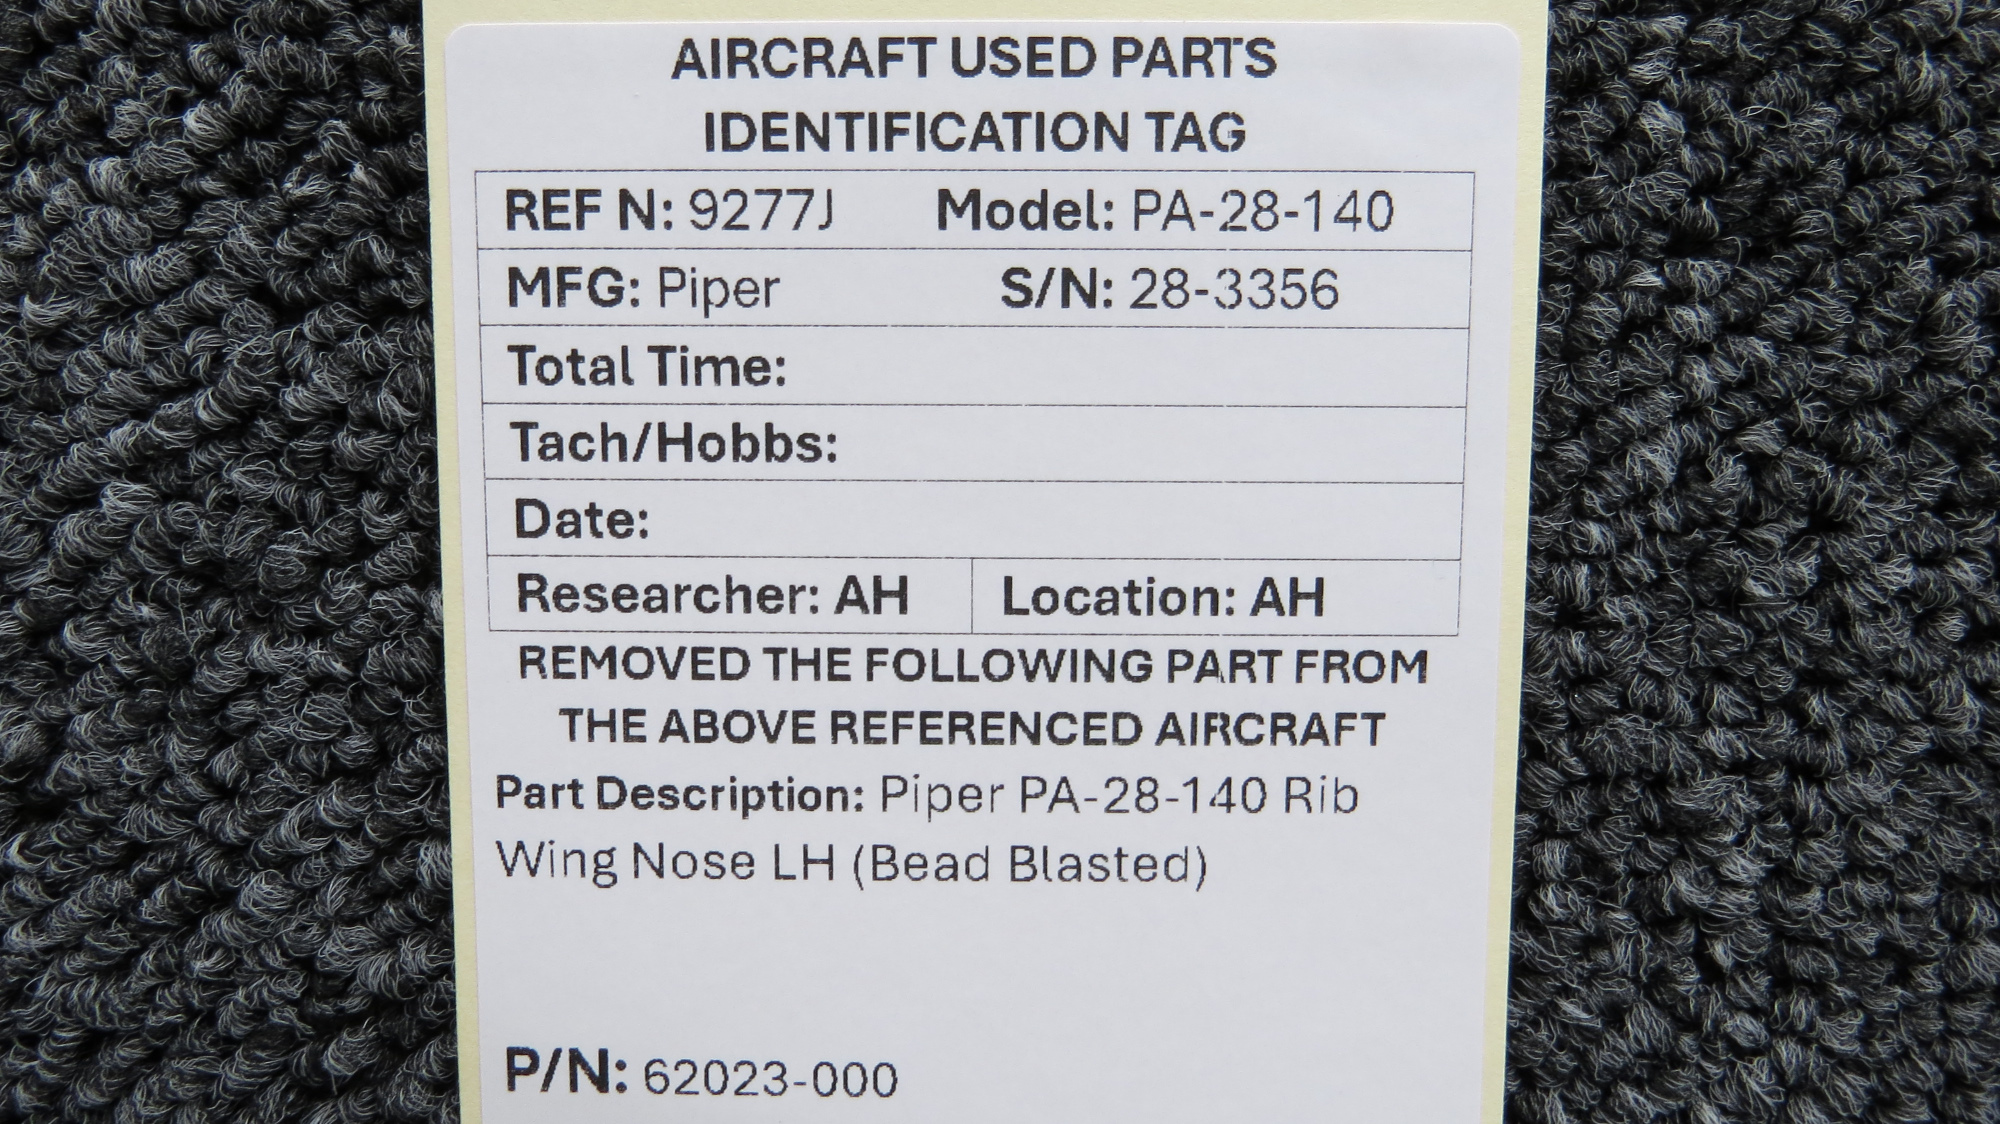 AIRCRAFT USED PARTS
IDENTIFICATION TAG
REF N: 9277J Model: PA-28-140
MFG: Piper S/N: 28-3356
Total Time:
Tach/Hobbs:
Date:
Researcher: AH Location: AH
REMOVED THE FOLLOWING PART FROM
THE ABOVE REFERENCED AIRCRAFT
Part Description: Piper PA-28-140 Rib
Wing Nose LH (Bead Blasted)
P/N: 62023-000